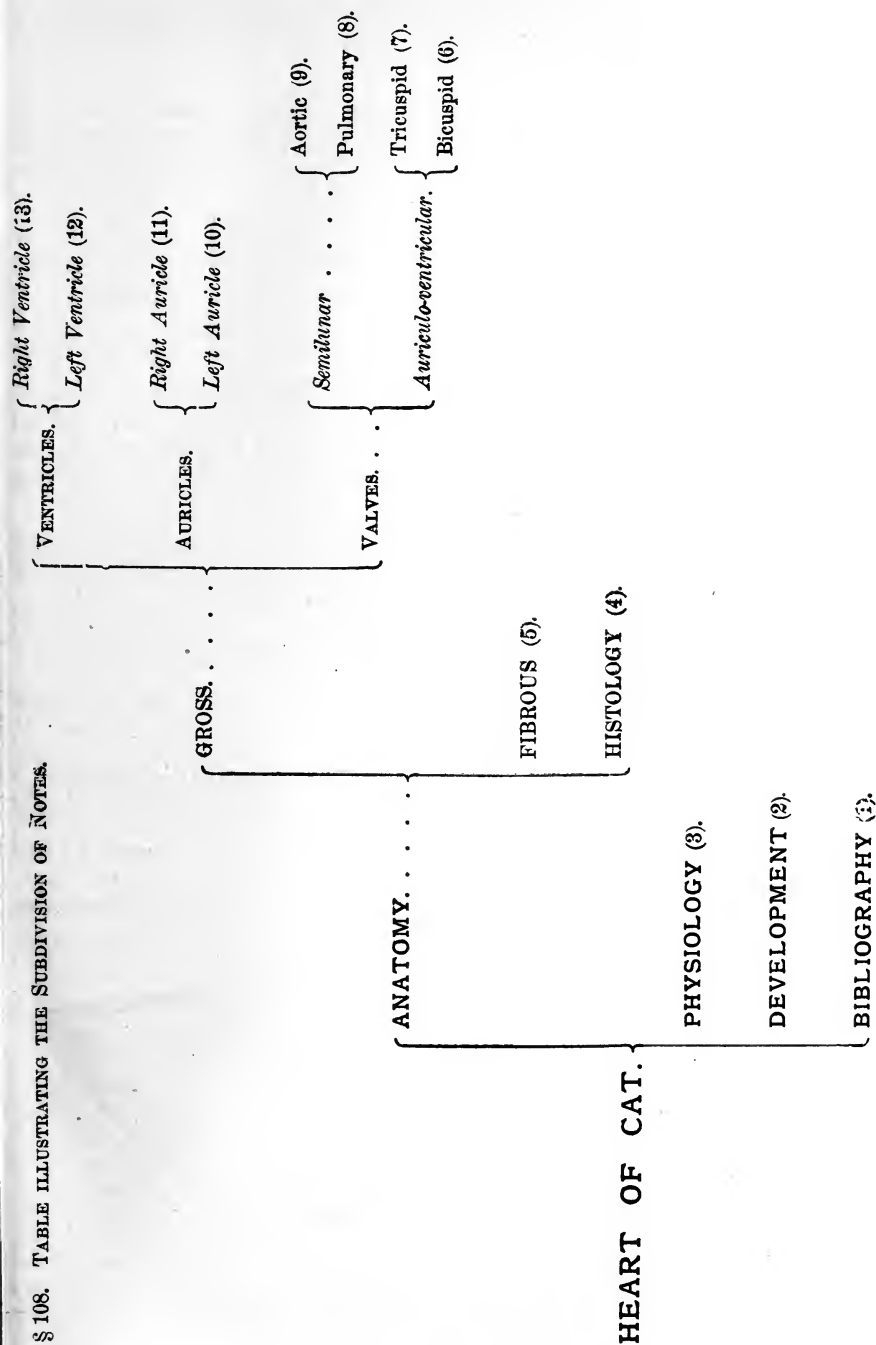 § 108. TABLE ILLUSTRATING THE SUBDIVISION OF NOTES.
HEART OF CAT.
ANATOMY. . . . .
GROSS. . . . .
VENTRICLES.
Right Ventricle (13).
Left Ventricle (12).
AURICLES.
Right Auricle (11).
Left Auricle (10).
VALVES. . .
Semilunar . . . . .
Aortic (9).
Pulmonary (8).
Auriculo-ventricular.
Tricuspid (7).
Bicuspid (6).
FIBROUS (5).
HISTOLOGY (4).
PHYSIOLOGY (3).
DEVELOPMENT (2).
BIBLIOGRAPHY (1).